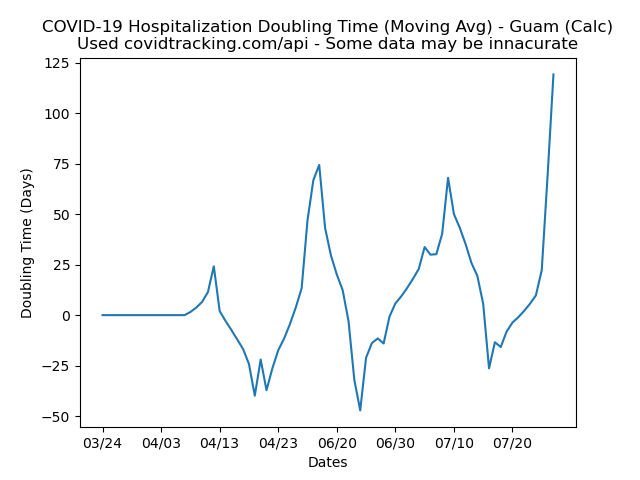 COVID-19 Hospitalization Doubling Time (Moving Avg) - Guam (Calc)
Used covidtracking.com/api - Some data may be innacurate
125
100
75
50
25
0
−25
−50
Doubling Time (Days)
03/24 04/03 04/13 04/23 06/20 06/30 07/10 07/20
Dates